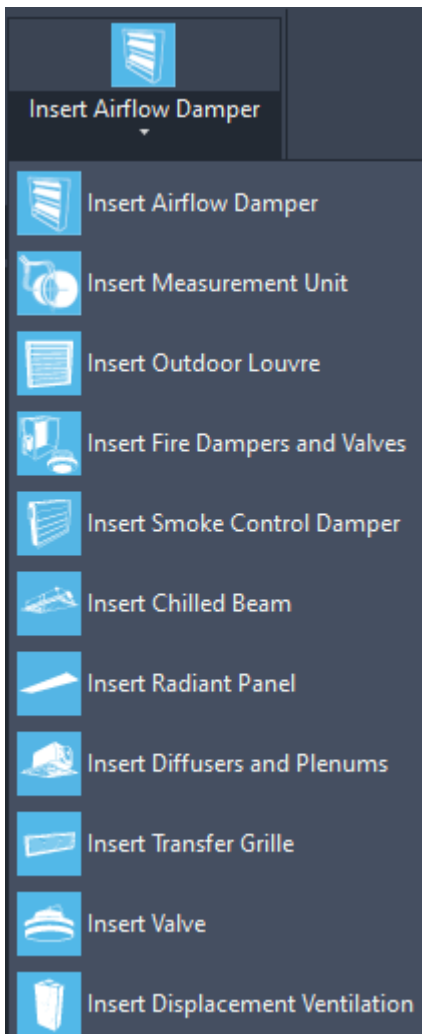 Insert Airflow Damper
Insert Airflow Damper
Insert Measurement Unit
Insert Outdoor Louvre
Insert Fire Dampers and Valves
Insert Smoke Control Damper
Insert Chilled Beam
Insert Radiant Panel
Insert Diffusers and Plenums
Insert Transfer Grille
Insert Valve
Insert Displacement Ventilation